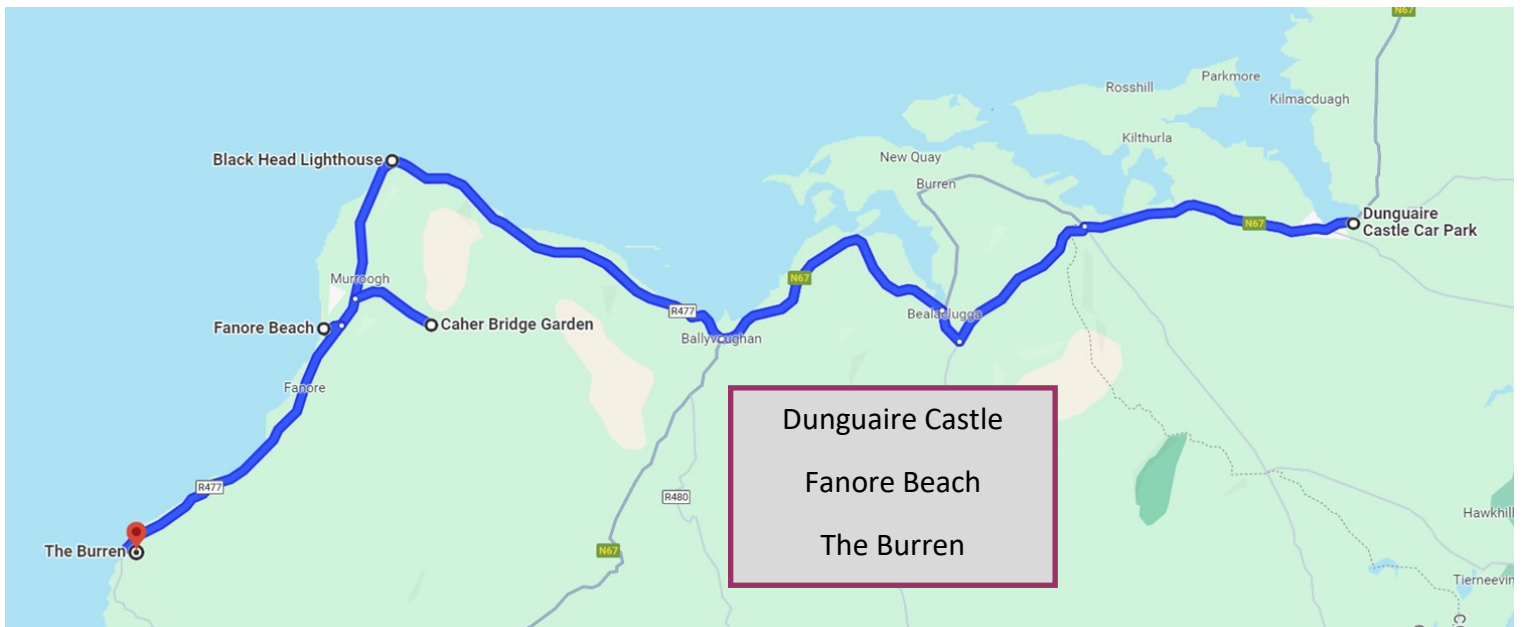 N67
Parkmore
Rosshill
Kilmacduagh
Kilthurla
Black Head Lighthouse
New Quay
Burren
Dunguaire
Castle Car Park
N67
Murroogh
N67
R477
Bealaclugga
Fanore Beach
Caher Bridge Garden
Ballyvaughan
Fanore
Dunguaire Castle
Fanore Beach
The Burren
R477
R480
Hawkhill
The Burren
N67
Tierneevin